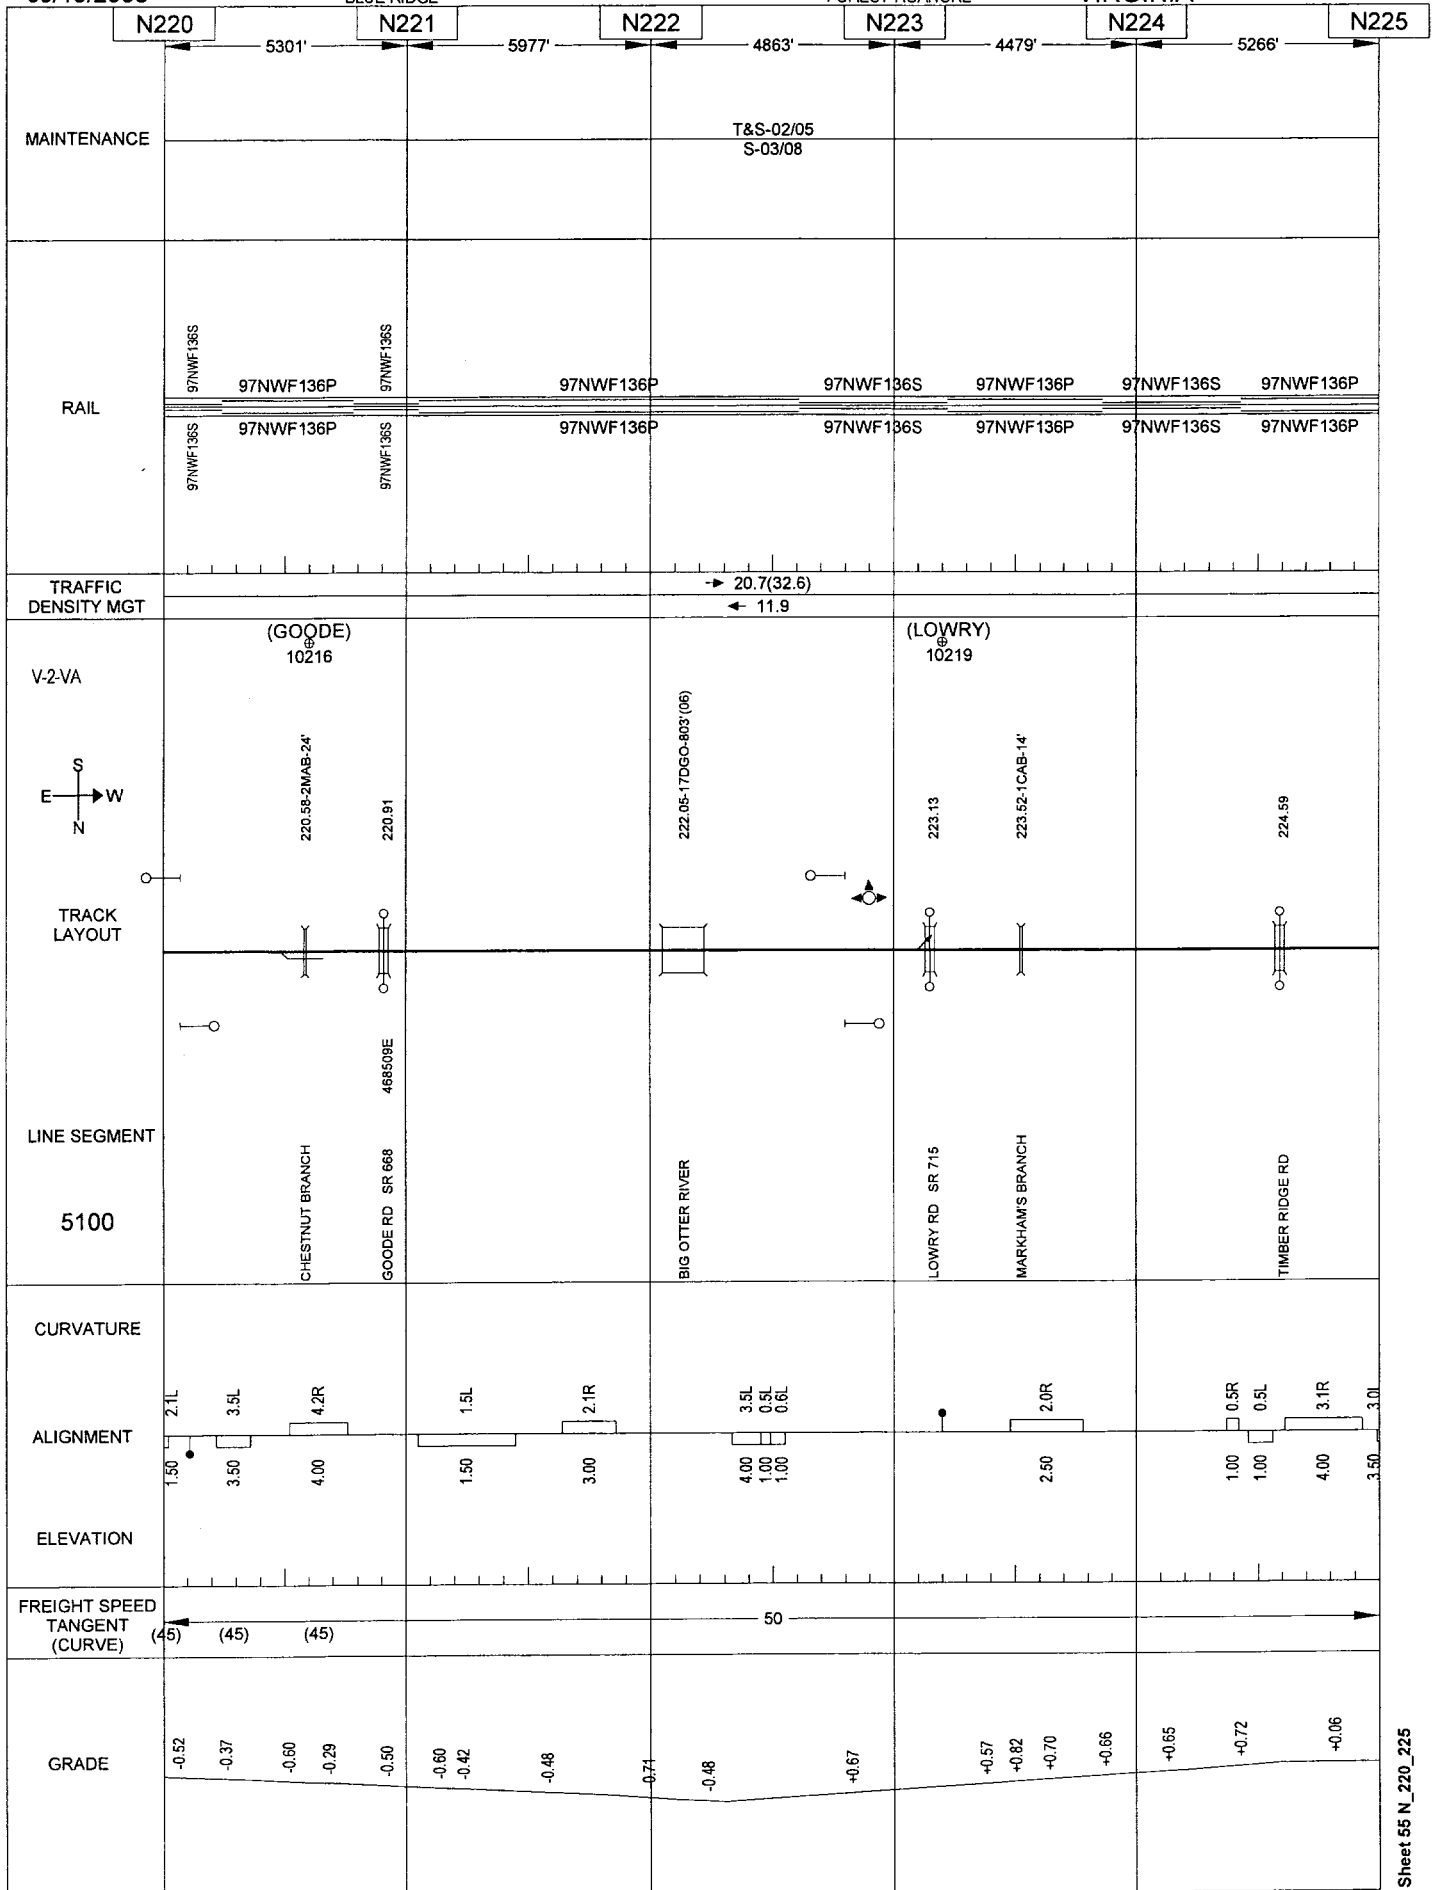 N220 N221 N222 N223 N224 N225
5301' 5977' 4863' 4479' 5266'
MAINTENANCE
T&S-02/05
S-03/08
97NWF136S 97NWF136S
97NWF136P 97NWF136P 97NWF136S 97NWF136P 97NWF136S 97NWF136P
RAIL
97NWF136P 97NWF136P 97NWF136S 97NWF136P 97NWF136S 97NWF136P
97NWF136S 97NWF136S
TRAFFIC
DENSITY MGT
20.7(32.6)
11.9
(GOODE) (LOWRY)
10216 10219
V-2-VA
S
E W
N
220.58-2MAB-24'
220.91
222.05-17DGO-803'(06)
223.13
223.52-1CAB-14'
224.59
TRACK
LAYOUT
468509E
LINE SEGMENT
5100
CHESTNUT BRANCH
GOODE RD SR 668
BIG OTTER RIVER
LOWRY RD SR 715
MARKHAM'S BRANCH
TIMBER RIDGE RD
CURVATURE
2.1L 3.5L 4.2R 1.5L 2.1R 3.5L 0.5L 0.6L 2.0R 0.5R 0.5L 3.1R
ALIGNMENT
1.50 3.50 4.00 1.50 3.00 4.00 1.00 1.00 2.50 1.00 1.00 4.00 3.50
ELEVATION
FREIGHT SPEED
TANGENT
(CURVE)
50
(45) (45) (45)
GRADE
-0.52 -0.37 -0.60 -0.29 -0.50 -0.60 -0.42 -0.48 -0.71 -0.48 +0.67 +0.57 +0.82 +0.70 +0.66 +0.65 +0.72 +0.06
Sheet 55 N_220_225